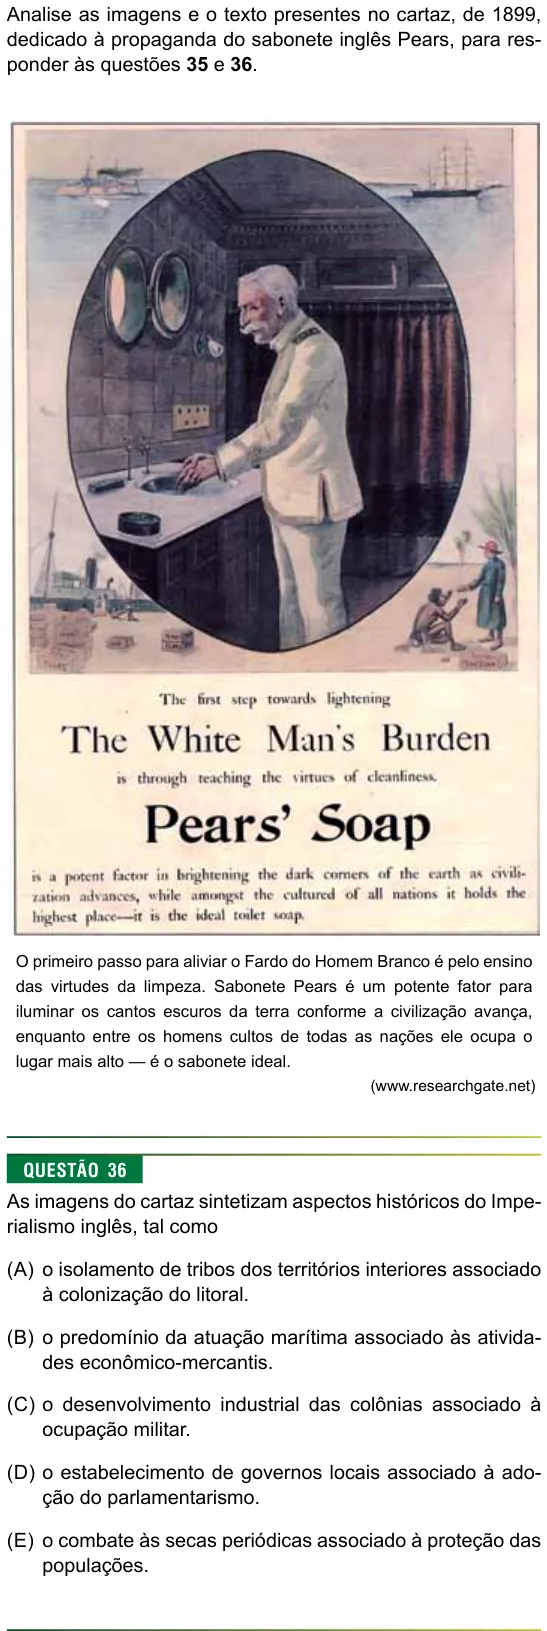 Analise as imagens e o texto presentes no cartaz, de 1899,
dedicado à propaganda do sabonete inglês Pears, para res-
ponder às questões 35 e 36.
The first step towards lightening
The White Man's Burden
is through teaching the virtues of cleanliness.
Pears' Soap
is a potent factor in brightening the dark corners of the earth as civili-
zation advances, while amongst the cultured of all nations it holds the
highest place—it is the ideal toilet soap.
O primeiro passo para aliviar o Fardo do Homem Branco é pelo ensino
das virtudes da limpeza. Sabonete Pears é um potente fator para
iluminar os cantos escuros da terra conforme a civilização avança,
enquanto entre os homens cultos de todas as nações ele ocupa o
lugar mais alto — é o sabonete ideal.
(www.researchgate.net)
QUESTÃO 36
As imagens do cartaz sintetizam aspectos históricos do Impe-
rialismo inglês, tal como
(A) o isolamento de tribos dos territórios interiores associado
à colonização do litoral.
(B) o predomínio da atuação marítima associado às ativida-
des econômico-mercantis.
(C) o desenvolvimento industrial das colônias associado à
ocupação militar.
(D) o estabelecimento de governos locais associado à ado-
ção do parlamentarismo.
(E) o combate às secas periódicas associado à proteção das
populações.